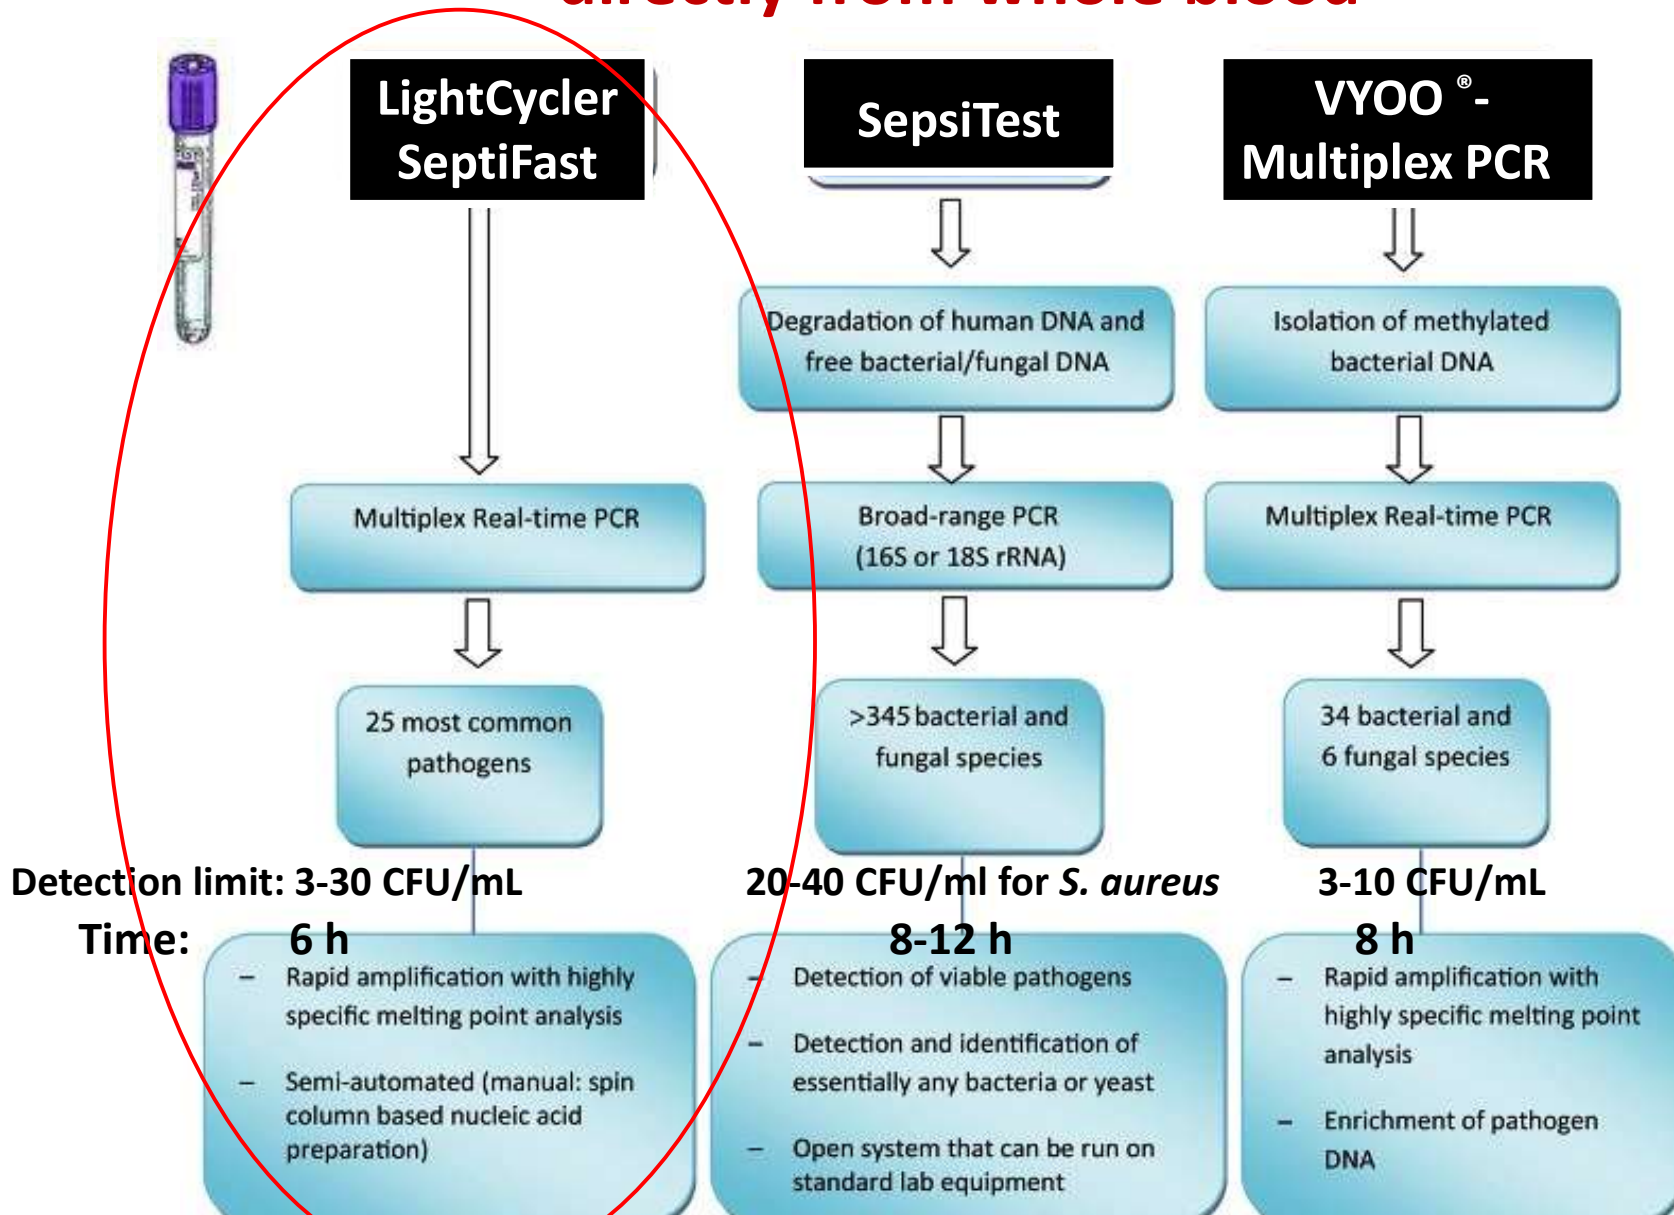 directly from whole blood
LightCycler
SeptiFast
SepsiTest
VYOO ®-
Multiplex PCR
Degradation of human DNA and
free bacterial/fungal DNA
Isolation of methylated
bacterial DNA
Multiplex Real-time PCR
Broad-range PCR
(16S or 18S rRNA)
Multiplex Real-time PCR
25 most common
pathogens
>345 bacterial and
fungal species
34 bacterial and
6 fungal species
Detection limit: 3-30 CFU/mL
20-40 CFU/ml for S. aureus
3-10 CFU/mL
Time: 6 h
8-12 h
8 h
– Rapid amplification with highly
specific melting point analysis
– Semi-automated (manual: spin
column based nucleic acid
preparation)
– Detection of viable pathogens
– Detection and identification of
essentially any bacteria or yeast
– Open system that can be run on
standard lab equipment
– Rapid amplification with
highly specific melting point
analysis
– Enrichment of pathogen
DNA